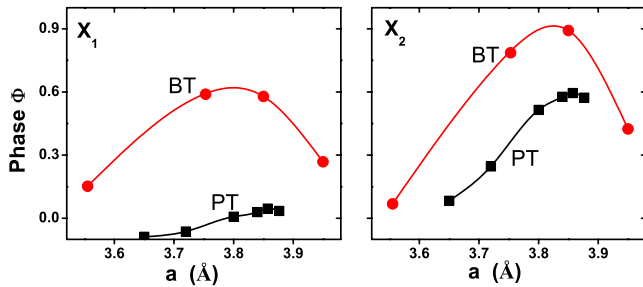 X₁
X₂
BT
BT
PT
PT
Phase Φ
0.9
0.6
0.3
0.0
3.6 3.7 3.8 3.9
3.6 3.7 3.8 3.9
a (Å)
a (Å)